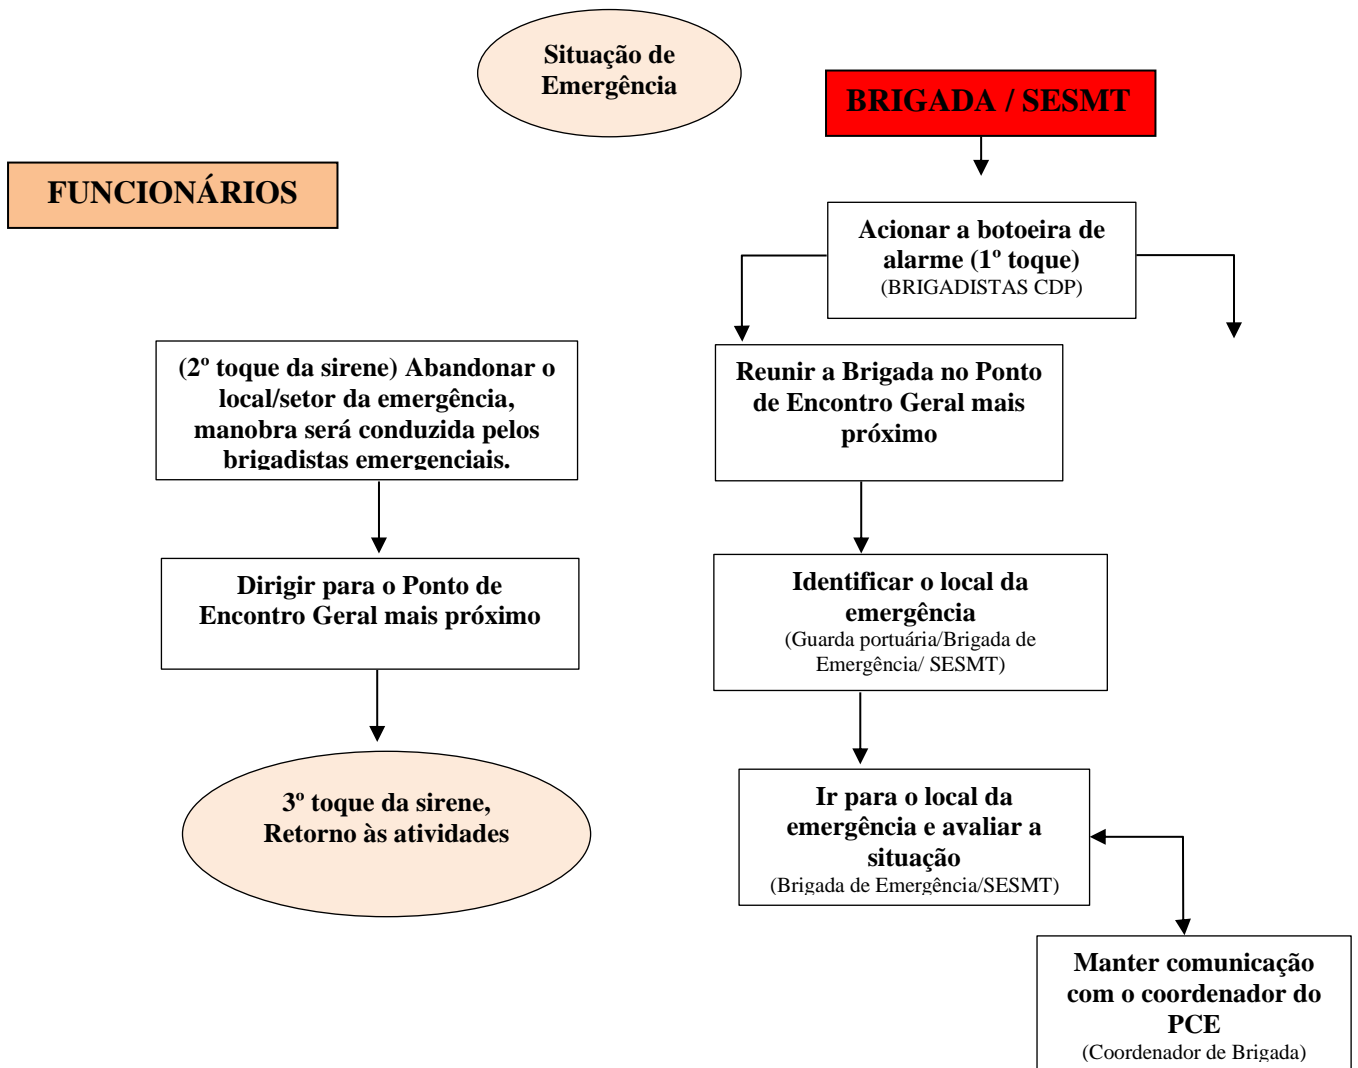 Situação de
Emergência
BRIGADA / SESMT
FUNCIONÁRIOS
Acionar a botoeira de
alarme (1º toque)
(BRIGADISTAS CDP)
(2º toque da sirene) Abandonar o
local/setor da emergência,
manobra será conduzida pelos
brigadistas emergenciais.
Reunir a Brigada no Ponto
de Encontro Geral mais
próximo
Dirigir para o Ponto de
Encontro Geral mais próximo
Identificar o local da
emergência
(Guarda portuária/Brigada de
Emergência/ SESMT)
3º toque da sirene,
Retorno às atividades
Ir para o local da
emergência e avaliar a
situação
(Brigada de Emergência/SESMT)
Manter comunicação
com o coordenador do
PCE
(Coordenador de Brigada)